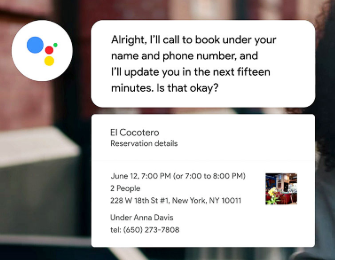 Alright, I'll call to book under your
name and phone number, and
I'll update you in the next fifteen
minutes. Is that okay?
El Cocotero
Reservation details
June 12, 7:00 PM (or 7:00 to 8:00 PM)
2 People
228 W 18th St #1, New York, NY 10011
Under Anna Davis
tel: (650) 273-7808